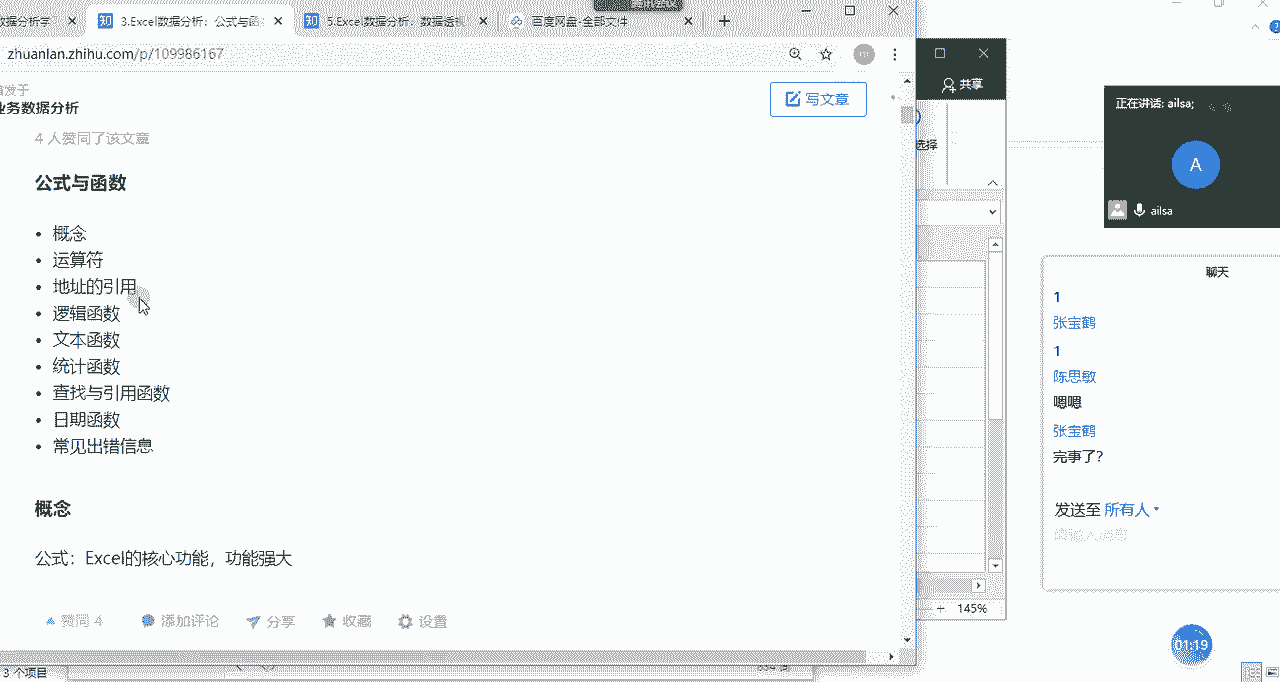 数据分析学
3.Excel数据分析：公式与函
5.Excel数据分析：数据透视
百度网盘-全部文件
zhuanlan.zhihu.com/p/109986167
业务数据分析
写文章
4 人赞同了该文章
公式与函数
概念
运算符
地址的引用
逻辑函数
文本函数
统计函数
查找与引用函数
日期函数
常见出错信息
概念
公式：Excel的核心功能，功能强大
赞同 4
添加评论
分享
收藏
设置
3 个项目
共享
选择
145%
正在讲话: ailsa;
A
ailsa
聊天
1
张宝鹤
1
陈思敏
嗯嗯
张宝鹤
完事了?
发送至 所有人
01:19